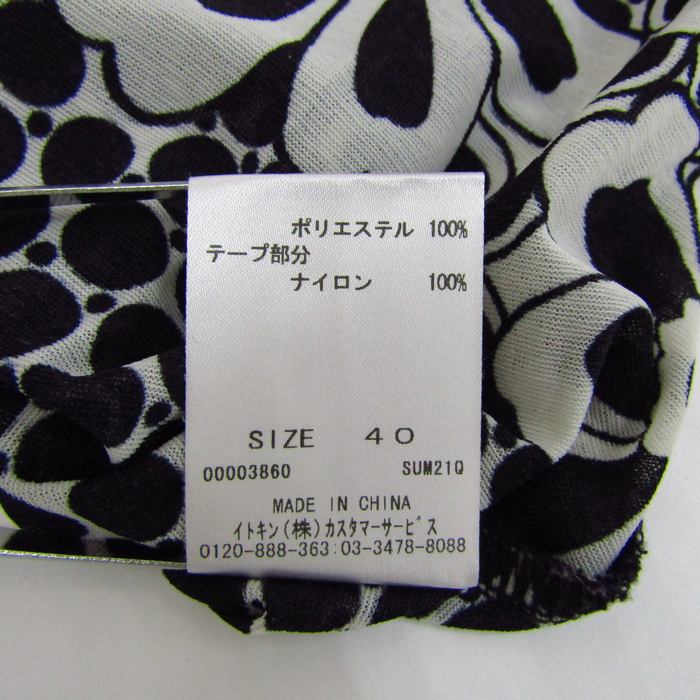 ポリエステル 100%
テープ部分
ナイロン 100%
SIZE 40
00003860 SUM21Q
MADE IN CHINA
イトキン(株)カスタマーサービス
0120-888-363:03-3478-8088